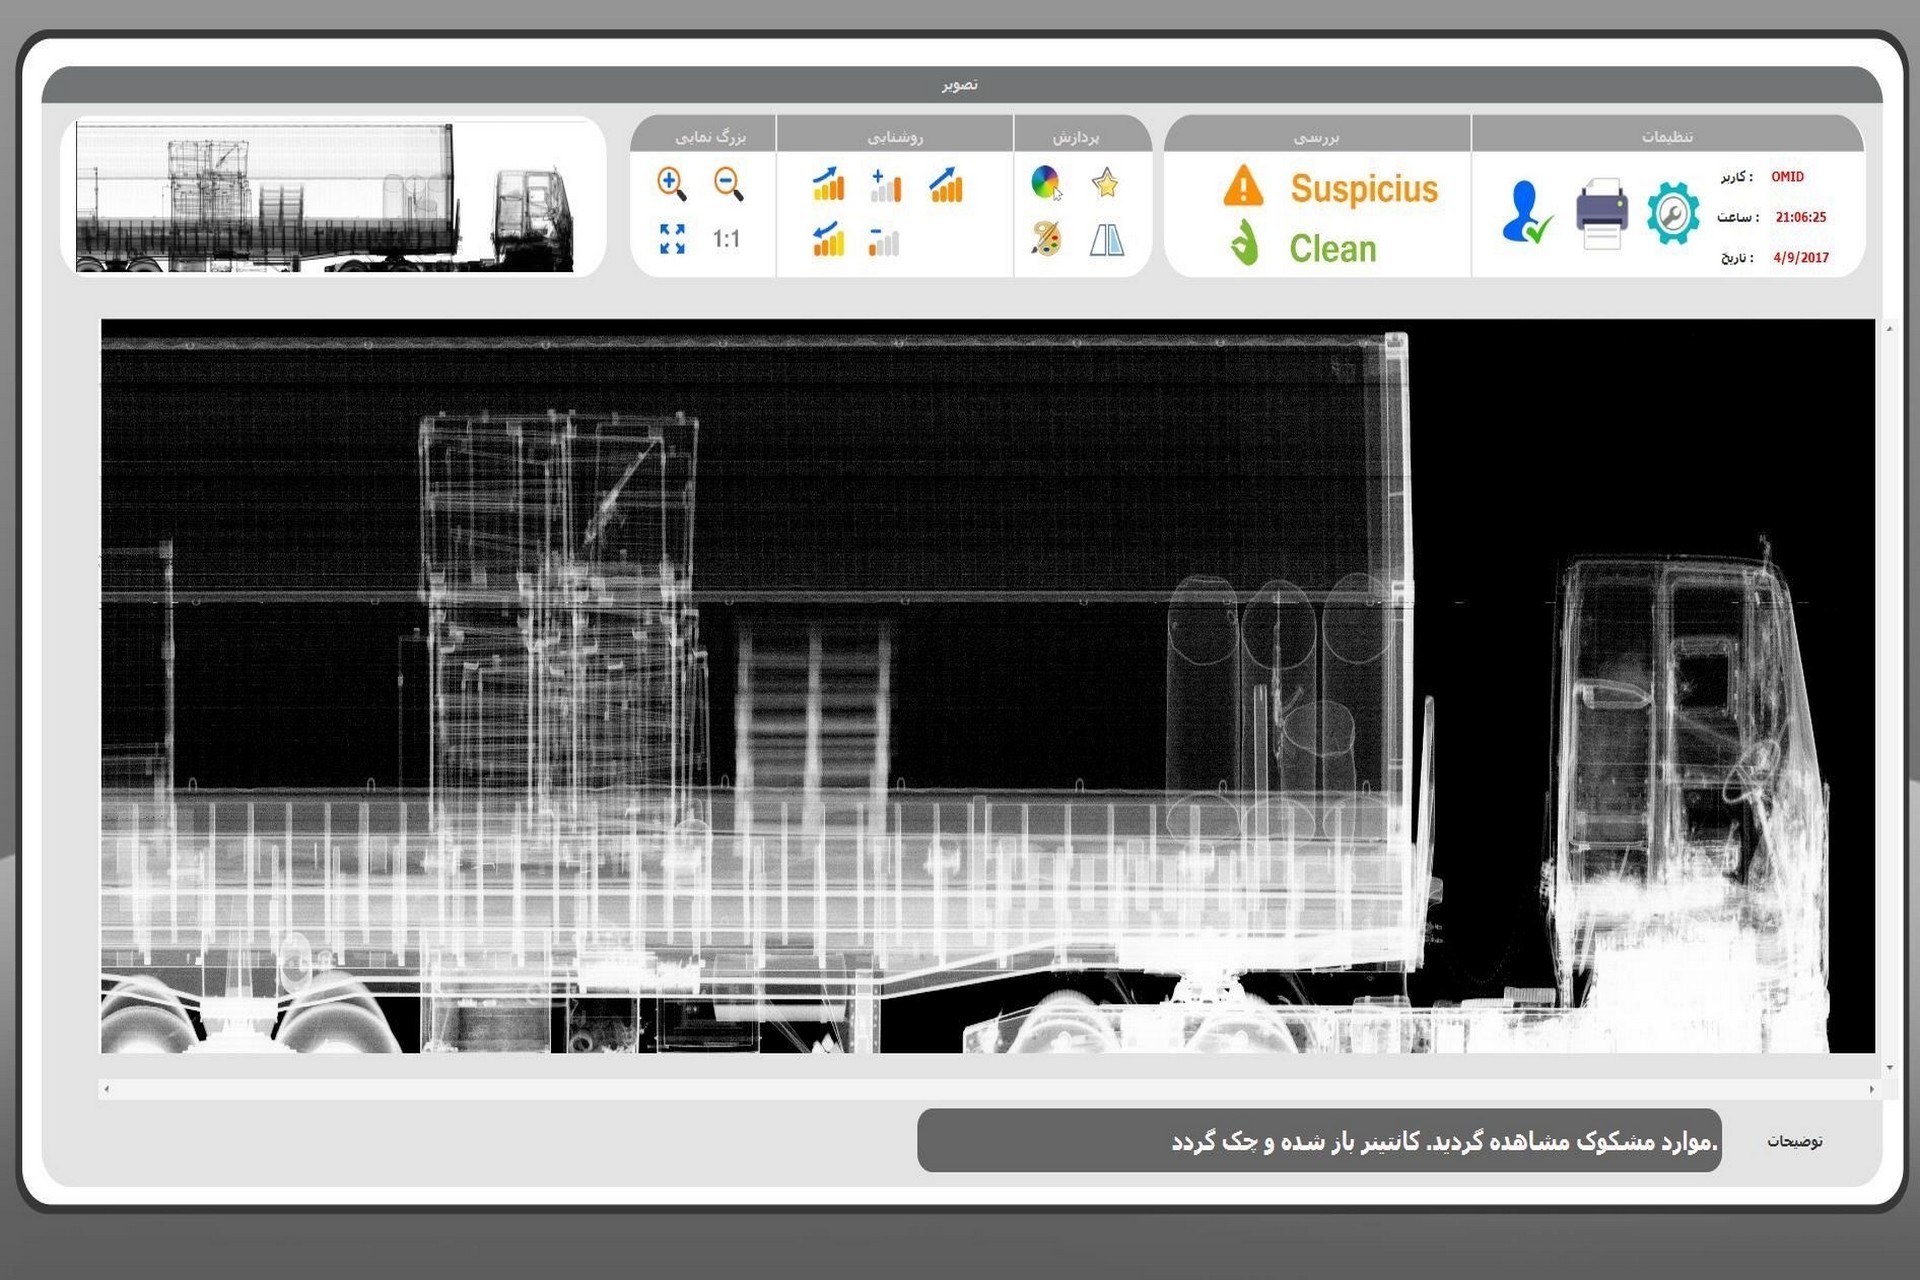 تصویر
تنظیمات
بررسی
پردازش
روشنایی
بزرگ نمایی
کاربر :
OMID
ساعت :
21:06:25
تاریخ :
4/9/2017
Suspicius
Clean
1:1
توضیحات
موارد مشکوک مشاهده گردید. کانتینر باز شده و چک گردد.